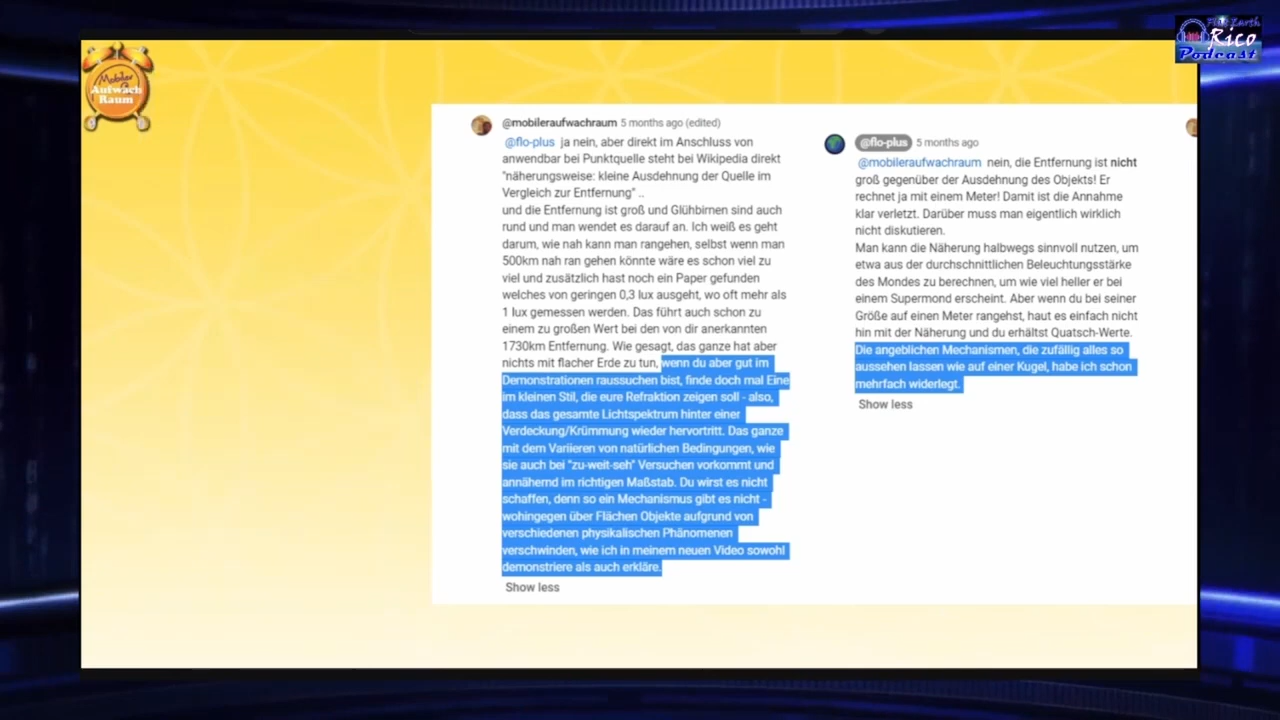 Flat Earth
Rico
Podcast
Mobiler
Aufwach
Raum
@mobileraufwachraum 5 months ago (edited)
@flo-plus ja nein, aber direkt im Anschluss von
anwendbar bei Punktquelle steht bei Wikipedia direkt
"näherungsweise: kleine Ausdehnung der Quelle im
Vergleich zur Entfernung" ..
und die Entfernung ist groß und Glühbirnen sind auch
rund und man wendet es darauf an. Ich weiß es geht
darum, wie nah kann man rangehen, selbst wenn man
500km nah ran gehen könnte wäre es schon viel zu
viel und zusätzlich hast noch ein Paper gefunden
welches von geringen 0,3 lux ausgeht, wo oft mehr als
1 lux gemessen werden. Das führt auch schon zu
einem zu großen Wert bei den von dir anerkannten
1730km Entfernung. Wie gesagt, das ganze hat aber
nichts mit flacher Erde zu tun, wenn du aber gut im
Demonstrationen raussuchen bist, finde doch mal Eine
im kleinen Stil, die eure Refraktion zeigen soll - also,
dass das gesamte Lichtspektrum hinter einer
Verdeckung/Krümmung wieder hervortritt. Das ganze
mit dem Variieren von natürlichen Bedingungen, wie
sie auch bei "zu-weit-seh" Versuchen vorkommt und
annähernd im richtigen Maßstab. Du wirst es nicht
schaffen, denn so ein Mechanismus gibt es nicht -
wohingegen über Flächen Objekte aufgrund von
verschiedenen physikalischen Phänomenen
verschwinden, wie ich in meinem neuen Video sowohl
demonstriere als auch erkläre.
Show less
@flo-plus 5 months ago
@mobileraufwachraum nein, die Entfernung ist nicht
groß gegenüber der Ausdehnung des Objekts! Er
rechnet ja mit einem Meter! Damit ist die Annahme
klar verletzt. Darüber muss man eigentlich wirklich
nicht diskutieren.
Man kann die Näherung halbwegs sinnvoll nutzen, um
etwa aus der durchschnittlichen Beleuchtungsstärke
des Mondes zu berechnen, um wie viel heller er bei
einem Supermond erscheint. Aber wenn du bei seiner
Größe auf einen Meter rangehst, haut es einfach nicht
hin mit der Näherung und du erhältst Quatsch-Werte.
Die angeblichen Mechanismen, die zufällig alles so
aussehen lassen wie auf einer Kugel, habe ich schon
mehrfach widerlegt.
Show less